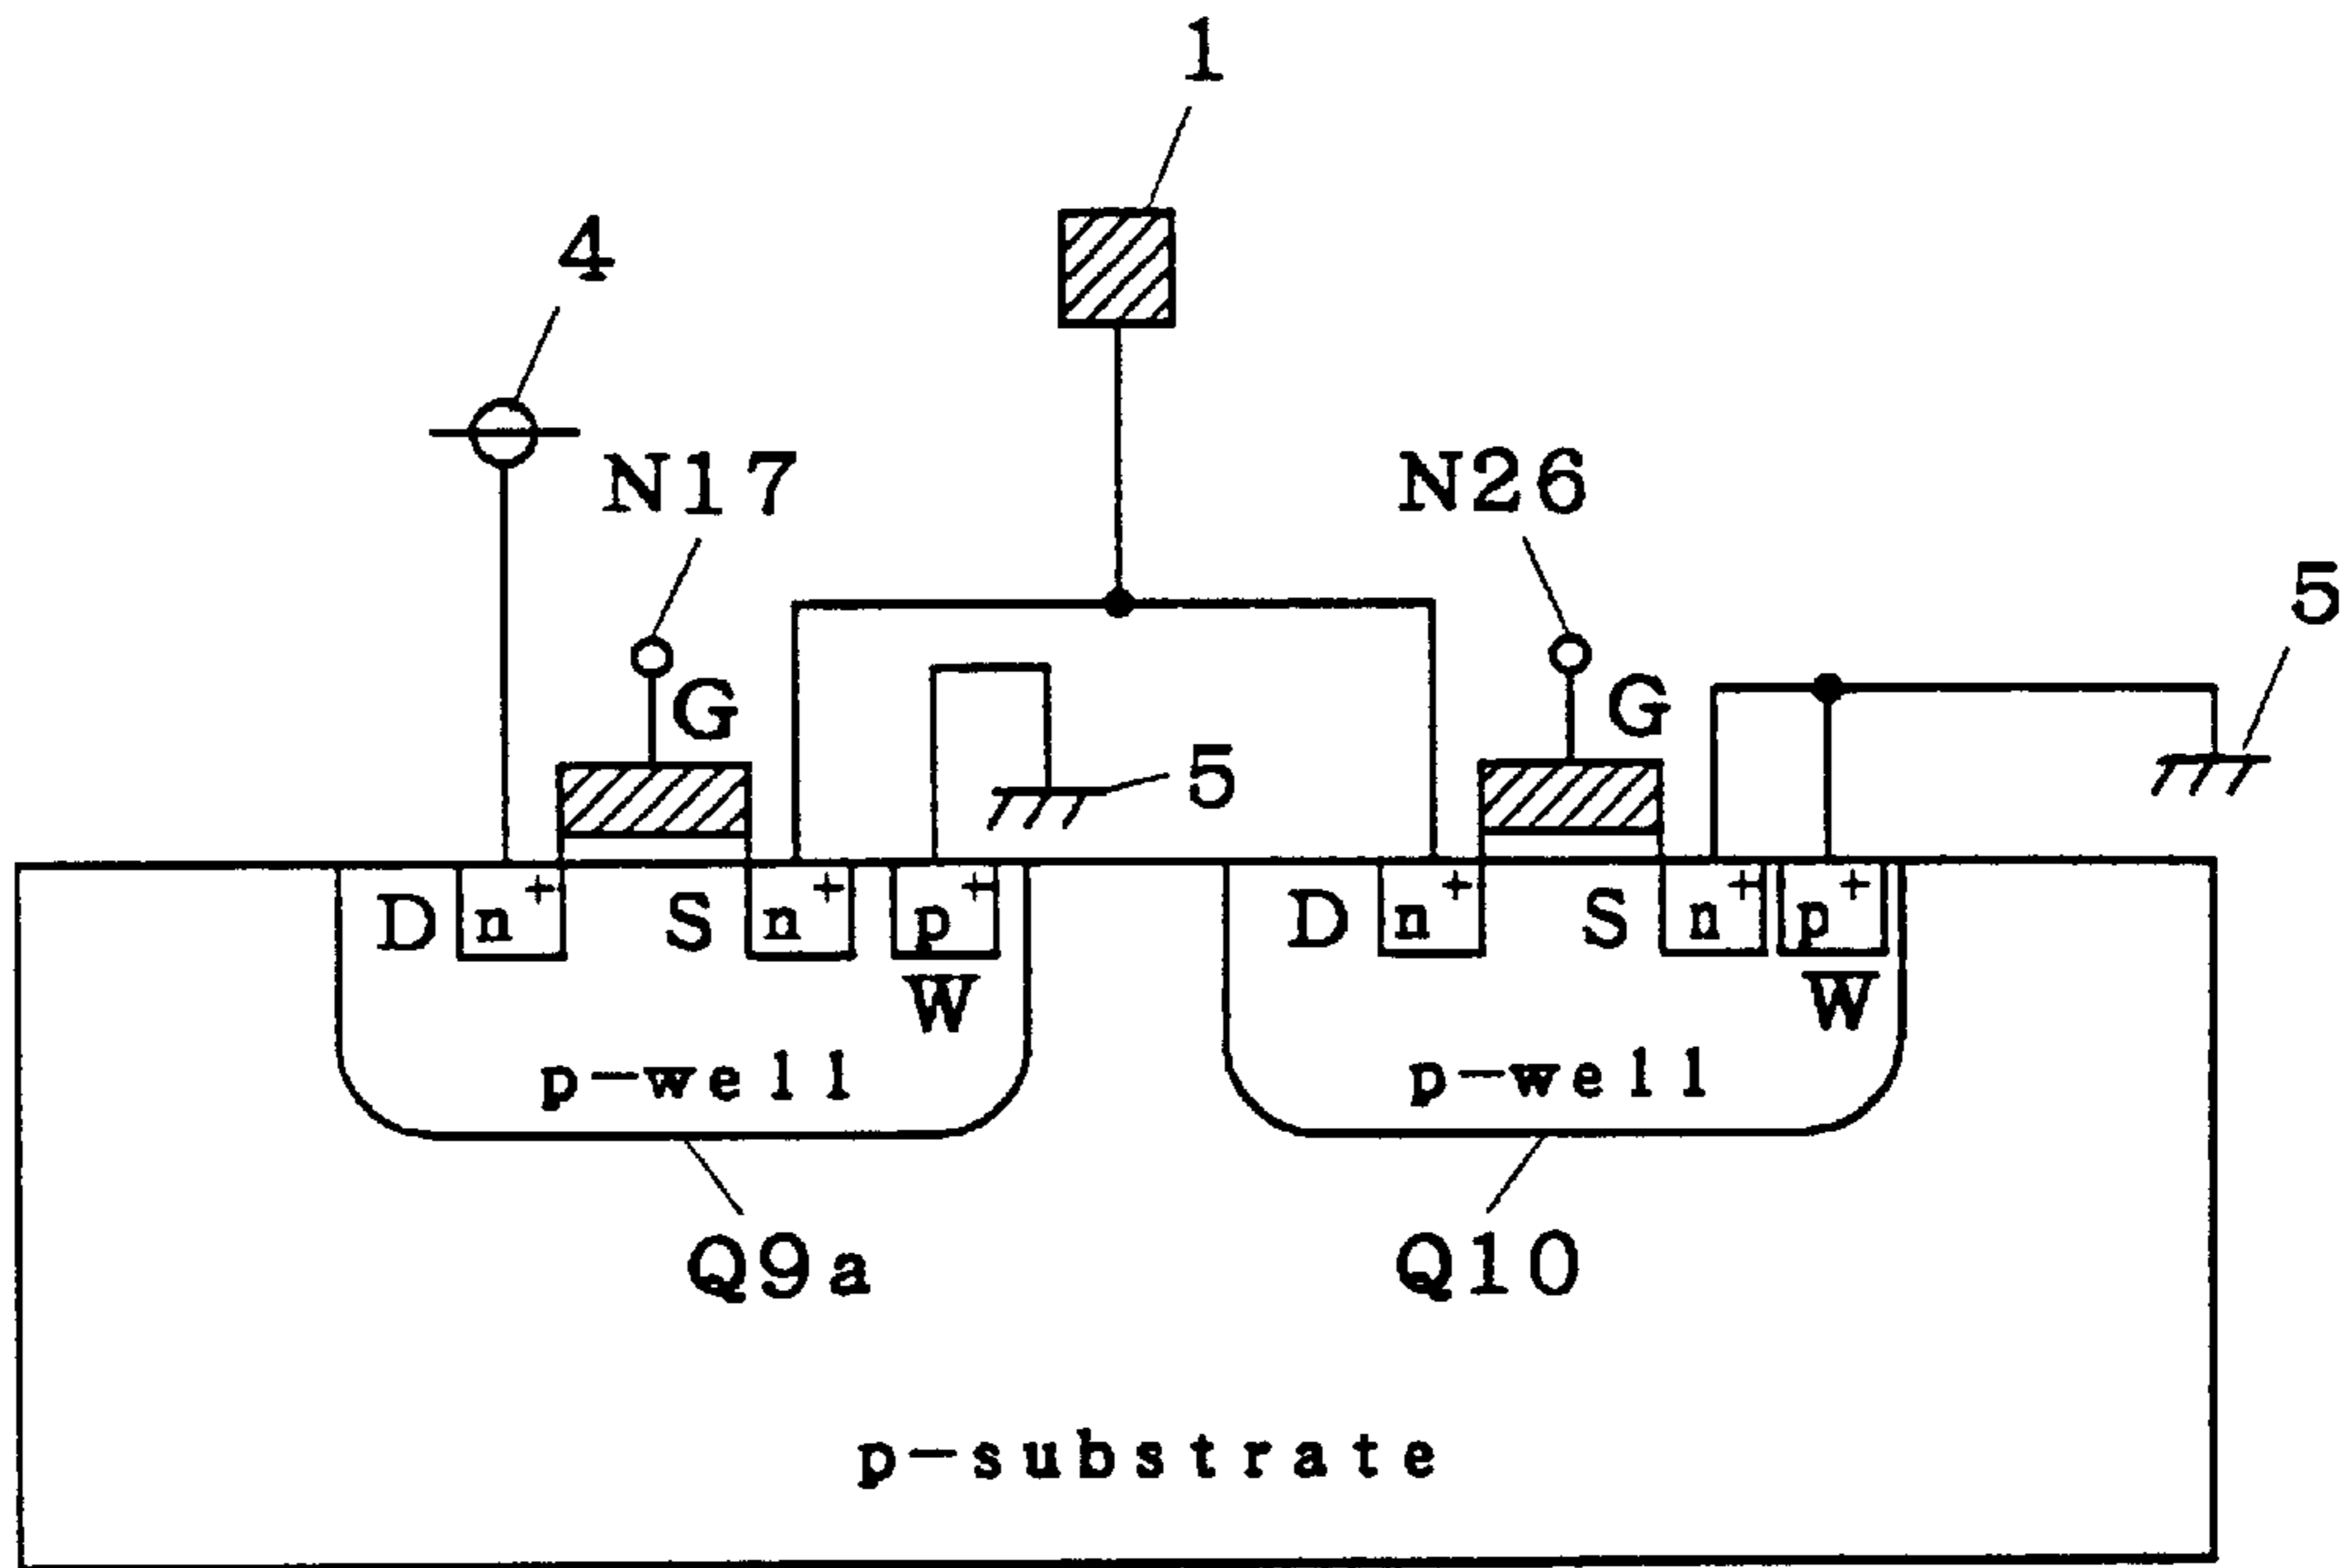 1
4
N17
N26
5
G
G
5
D n+ S n+ p+
D n+ S n+ p+
W
W
p-well
p-well
Q9a
Q10
p-substrate